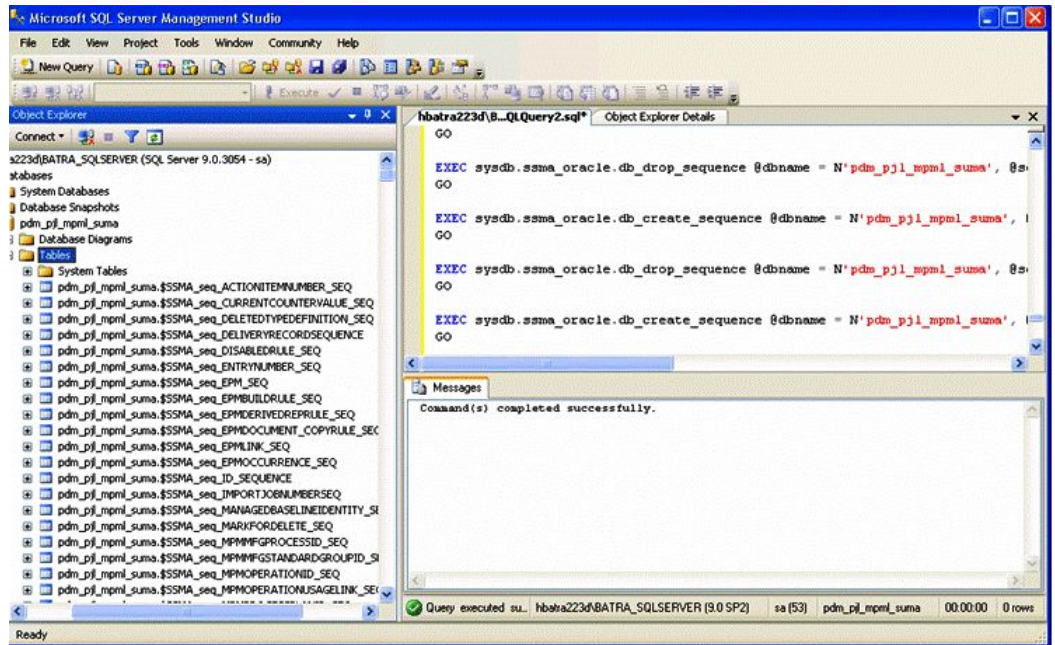 Microsoft SQL Server Management Studio
File Edit View Project Tools Window Community Help
New Query
Execute
Object Explorer
Connect
a223d\BATRA_SQLSERVER (SQL Server 9.0.3054 - sa)
atabases
System Databases
Database Snapshots
pdm_pjl_mpml_suma
Database Diagrams
Tables
System Tables
pdm_pjl_mpml_suma.$SSMA_seq_ACTIONITEMNUMBER_SEQ
pdm_pjl_mpml_suma.$SSMA_seq_CURRENTCOUNTERVALUE_SEQ
pdm_pjl_mpml_suma.$SSMA_seq_DELETEDTYPEDEFINITION_SEQ
pdm_pjl_mpml_suma.$SSMA_seq_DELIVERYRECORDSEQUENCE
pdm_pjl_mpml_suma.$SSMA_seq_DISABLEDRULE_SEQ
pdm_pjl_mpml_suma.$SSMA_seq_ENTRYNUMBER_SEQ
pdm_pjl_mpml_suma.$SSMA_seq_EPM_SEQ
pdm_pjl_mpml_suma.$SSMA_seq_EPMBUILDRULE_SEQ
pdm_pjl_mpml_suma.$SSMA_seq_EPMDERIVEDREPRULE_SEQ
pdm_pjl_mpml_suma.$SSMA_seq_EPMDOCUMENT_COPYRULE_SEC
pdm_pjl_mpml_suma.$SSMA_seq_EPMLINK_SEQ
pdm_pjl_mpml_suma.$SSMA_seq_EPMOCCURRENCE_SEQ
pdm_pjl_mpml_suma.$SSMA_seq_ID_SEQUENCE
pdm_pjl_mpml_suma.$SSMA_seq_IMPORTJOBNUMBERSEQ
pdm_pjl_mpml_suma.$SSMA_seq_MANAGEDBASELINEIDENTITY_SE
pdm_pjl_mpml_suma.$SSMA_seq_MARKFORDELETE_SEQ
pdm_pjl_mpml_suma.$SSMA_seq_MPMMFGPROCESSID_SEQ
pdm_pjl_mpml_suma.$SSMA_seq_MPMMFGSTANDARDGROUPID_S
pdm_pjl_mpml_suma.$SSMA_seq_MPMOPERATIONID_SEQ
pdm_pjl_mpml_suma.$SSMA_seq_MPMOPERATIONUSAGELINK_SEC
hbatra223d\B...QLQuery2.sql* Object Explorer Details
GO
EXEC sysdb.ssma_oracle.db_drop_sequence @dbname = N'pdm_pjl_mpml_suma', @s
GO
EXEC sysdb.ssma_oracle.db_create_sequence @dbname = N'pdm_pjl_mpml_suma',
GO
EXEC sysdb.ssma_oracle.db_drop_sequence @dbname = N'pdm_pjl_mpml_suma', @s
GO
EXEC sysdb.ssma_oracle.db_create_sequence @dbname = N'pdm_pjl_mpml_suma',
GO
Messages
Command(s) completed successfully.
Query executed su... hbatra223d\BATRA_SQLSERVER (9.0 SP2) sa (53) pdm_pjl_mpml_suma 00:00:00 0 rows
Ready